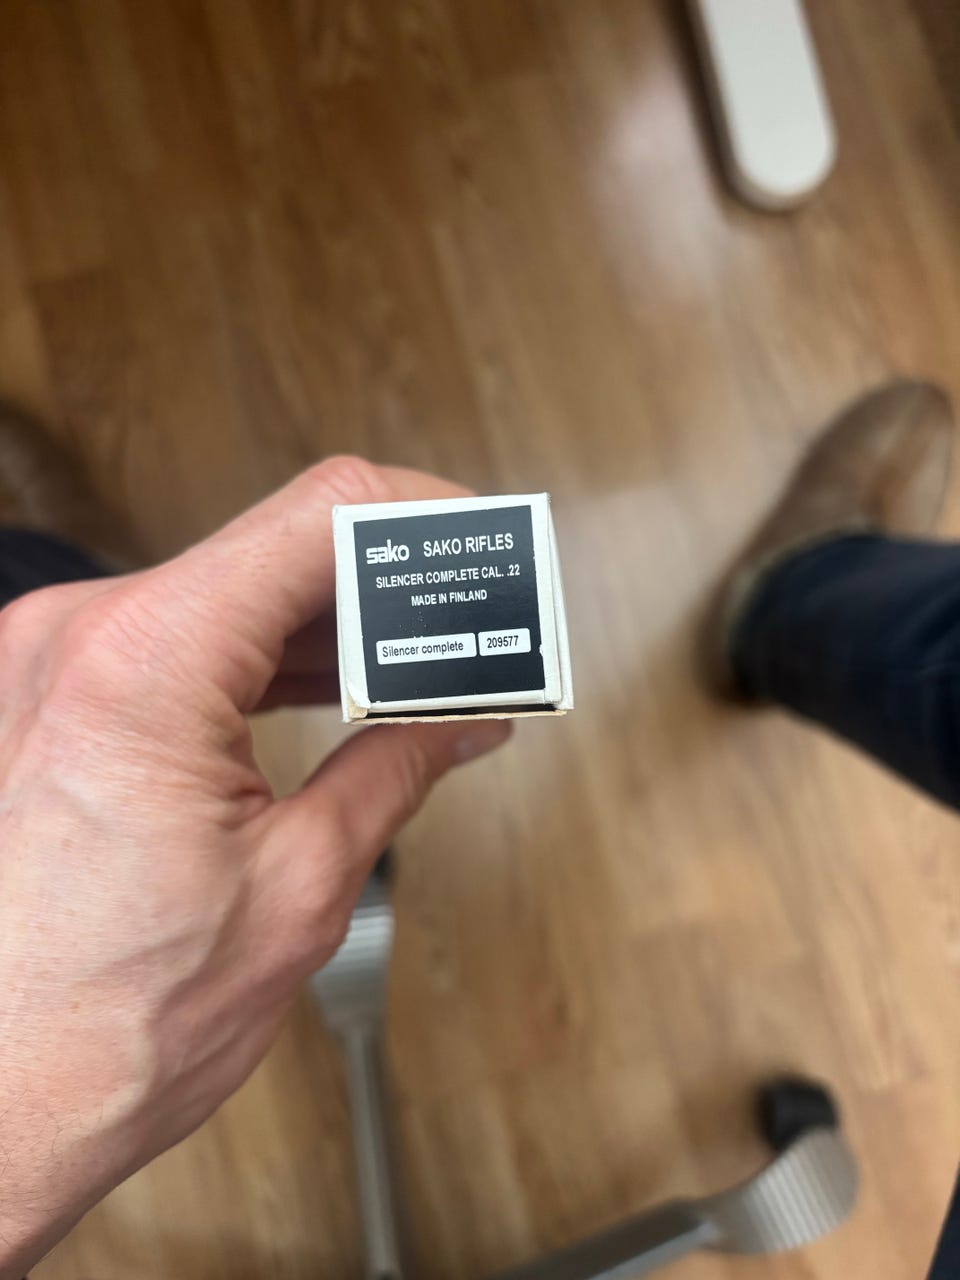 sako SAKO RIFLES
SILENCER COMPLETE CAL. .22
MADE IN FINLAND
Silencer complete 209577